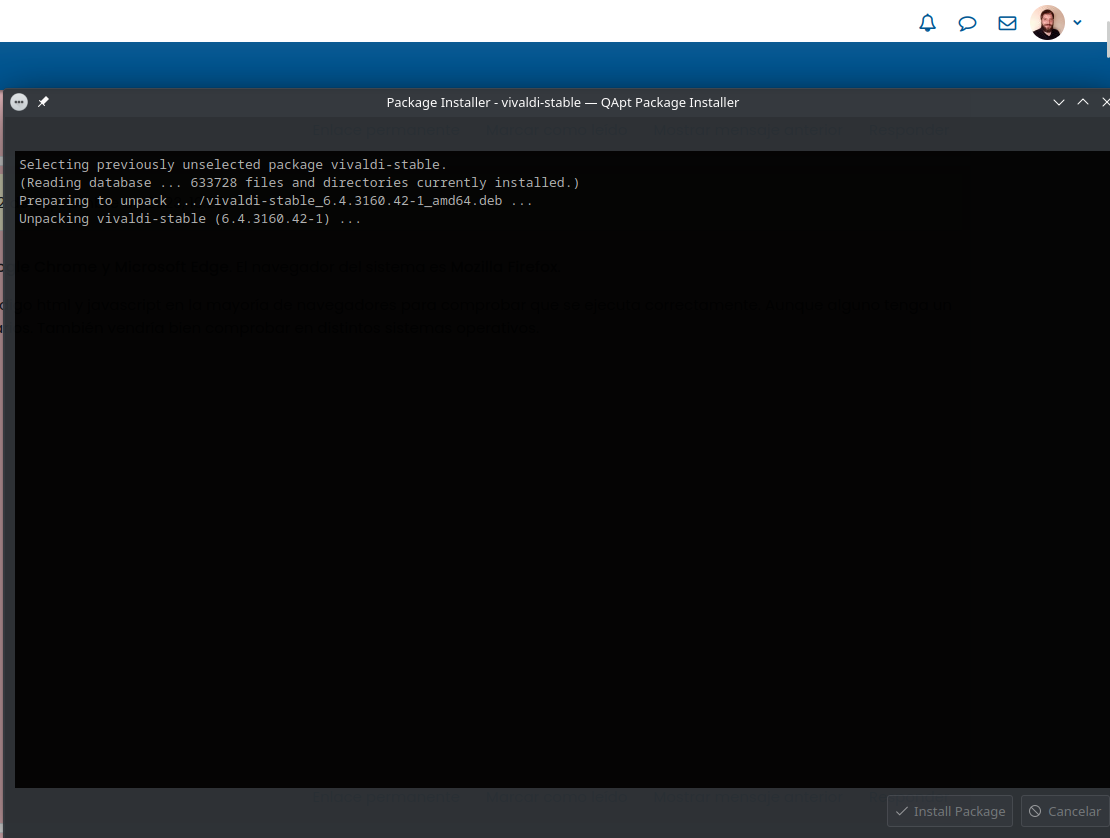 Package Installer - vivaldi-stable — QApt Package Installer
Selecting previously unselected package vivaldi-stable.
(Reading database ... 633728 files and directories currently installed.)
Preparing to unpack .../vivaldi-stable_6.4.3160.42-1_amd64.deb ...
Unpacking vivaldi-stable (6.4.3160.42-1) ...
Install Package
Cancelar